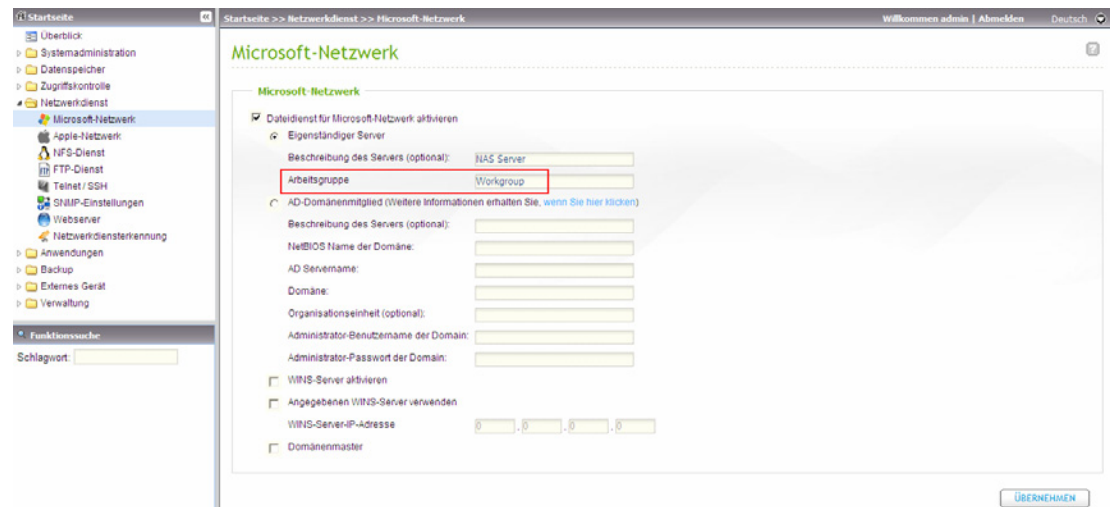 Startseite
Startseite >> Netzwerkdienst >> Microsoft-Netzwerk
Willkommen admin | Abmelden
Deutsch
Überblick
Systemadministration
Datenspeicher
Zugriffskontrolle
Netzwerkdienst
Microsoft-Netzwerk
Apple-Netzwerk
NFS-Dienst
FTP-Dienst
Telnet / SSH
SNMP-Einstellungen
Webserver
Netzwerkdiensterkennung
Anwendungen
Backup
Externes Gerät
Verwaltung
Funktionssuche
Schlagwort:
Microsoft-Netzwerk
Microsoft-Netzwerk
Dateidienst für Microsoft-Netzwerk aktivieren
Eigenständiger Server
Beschreibung des Servers (optional): NAS Server
Arbeitsgruppe Workgroup
AD-Domänenmitglied (Weitere Informationen erhalten Sie, wenn Sie hier klicken)
Beschreibung des Servers (optional):
NetBIOS Name der Domäne:
AD Servername:
Domäne:
Organisationseinheit (optional):
Administrator-Benutzername der Domain:
Administrator-Passwort der Domain:
WINS-Server aktivieren
Angegebenen WINS-Server verwenden
WINS-Server-IP-Adresse 0 . 0 . 0 . 0
Domänenmaster
ÜBERNEHMEN